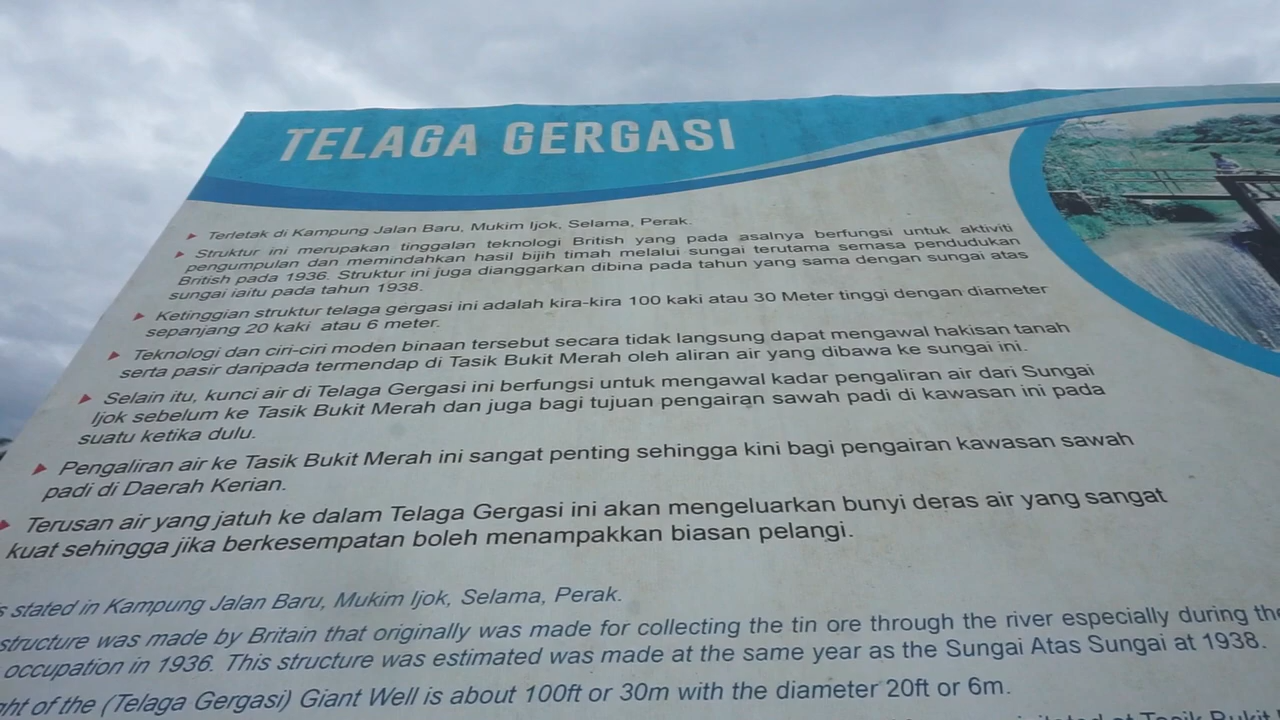 TELAGA GERGASI
► Terletak di Kampung Jalan Baru, Mukim Ijok, Selama, Perak.
► Struktur ini merupakan tinggalan teknologi British yang pada asalnya berfungsi untuk aktiviti
pengumpulan dan memindahkan hasil bijih timah melalui sungai terutama semasa pendudukan
British pada 1936. Struktur ini juga dianggarkan dibina pada tahun yang sama dengan sungai atas
sungai iaitu pada tahun 1938.
► Ketinggian struktur telaga gergasi ini adalah kira-kira 100 kaki atau 30 Meter tinggi dengan diameter
sepanjang 20 kaki atau 6 meter.
► Teknologi dan ciri-ciri moden binaan tersebut secara tidak langsung dapat mengawal hakisan tanah
serta pasir daripada termendap di Tasik Bukit Merah oleh aliran air yang dibawa ke sungai ini.
► Selain itu, kunci air di Telaga Gergasi ini berfungsi untuk mengawal kadar pengaliran air dari Sungai
Ijok sebelum ke Tasik Bukit Merah dan juga bagi tujuan pengairan sawah padi di kawasan ini pada
suatu ketika dulu.
► Pengaliran air ke Tasik Bukit Merah ini sangat penting sehingga kini bagi pengairan kawasan sawah
padi di Daerah Kerian.
► Terusan air yang jatuh ke dalam Telaga Gergasi ini akan mengeluarkan bunyi deras air yang sangat
kuat sehingga jika berkesempatan boleh menampakkan biasan pelangi.
stated in Kampung Jalan Baru, Mukim Ijok, Selama, Perak.
structure was made by Britain that originally was made for collecting the tin ore through the river especially during the
occupation in 1936. This structure was estimated was made at the same year as the Sungai Atas Sungai at 1938.
of the (Telaga Gergasi) Giant Well is about 100ft or 30m with the diameter 20ft or 6m.
at Tasik Bukit